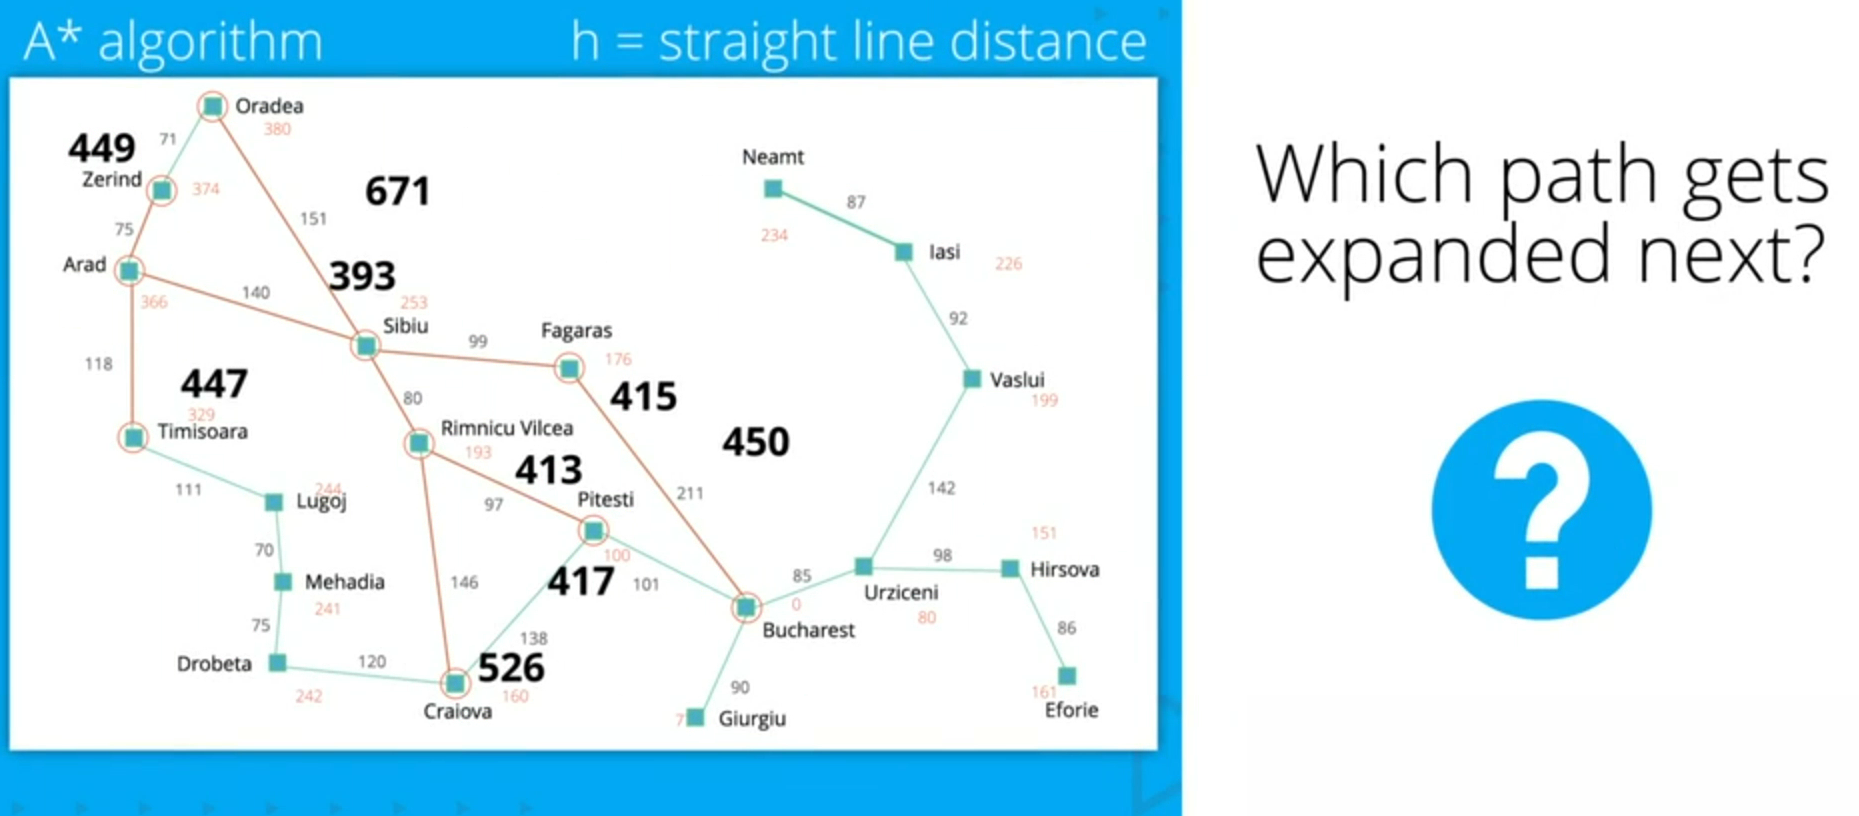 A* algorithm
h = straight line distance
Oradea
380
449
71
Zerind
374
671
151
75
Arad
366
140
393
253
Sibiu
99
Fagaras
176
415
Neamt
234
87
Iasi
226
92
Vaslui
199
118
447
329
Timisoara
80
Rimnicu Vilcea
193
413
Pitesti
100
97
450
211
142
111
244
Lugoj
70
Mehadia
241
75
Drobeta
242
120
146
417
101
138
526
160
Craiova
85
0
Bucharest
Urziceni
80
98
151
Hirsova
86
161
Eforie
90
Giurgiu
Which path gets
expanded next?
?